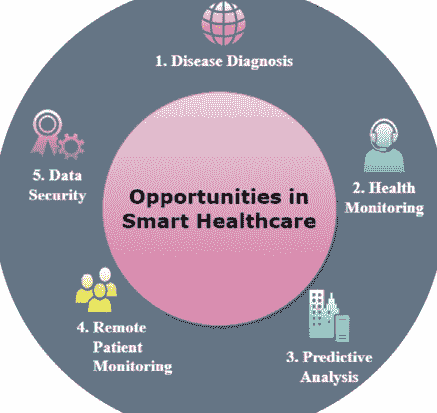 1. Disease Diagnosis
5. Data
Security
2. Health
Monitoring
Opportunities in
Smart Healthcare
4. Remote
Patient
Monitoring
3. Predictive
Analysis